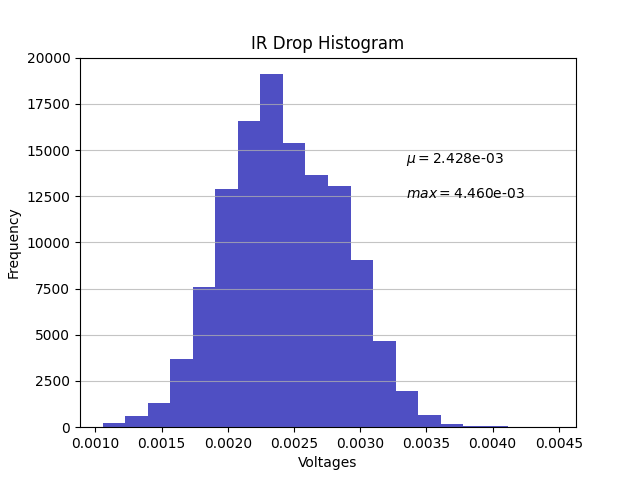 IR Drop Histogram
20000
17500
15000
12500
10000
7500
5000
2500
0
Frequency
μ = 2.428e-03
max = 4.460e-03
0.0010 0.0015 0.0020 0.0025 0.0030 0.0035 0.0040 0.0045
Voltages